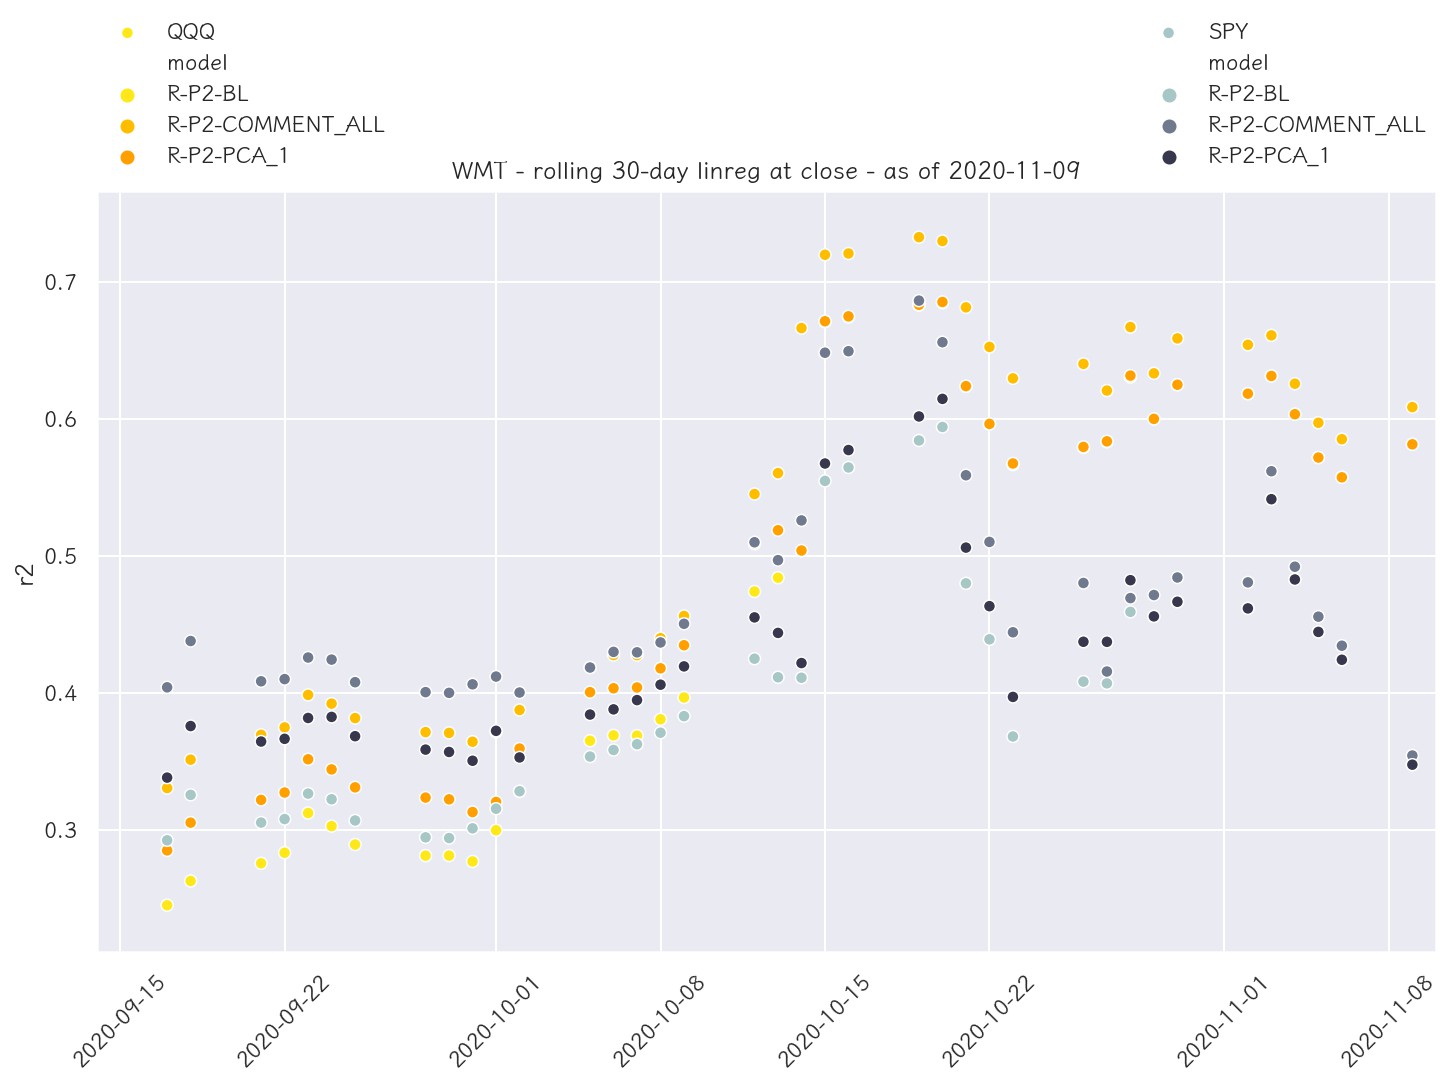 QQQ
model
R-P2-BL
R-P2-COMMENT_ALL
R-P2-PCA_1
SPY
model
R-P2-BL
R-P2-COMMENT_ALL
R-P2-PCA_1
WMT - rolling 30-day linreg at close - as of 2020-11-09
0.7
0.6
0.5
0.4
0.3
r2
2020-09-15
2020-09-22
2020-10-01
2020-10-08
2020-10-15
2020-10-22
2020-11-01
2020-11-08